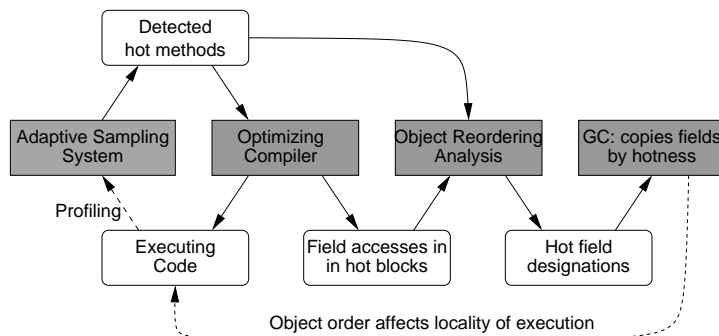 Detected
hot methods
Adaptive Sampling
System
Optimizing
Compiler
Object Reordering
Analysis
GC: copies fields
by hotness
Profiling
Executing
Code
Field accesses in
in hot blocks
Hot field
designations
Object order affects locality of execution